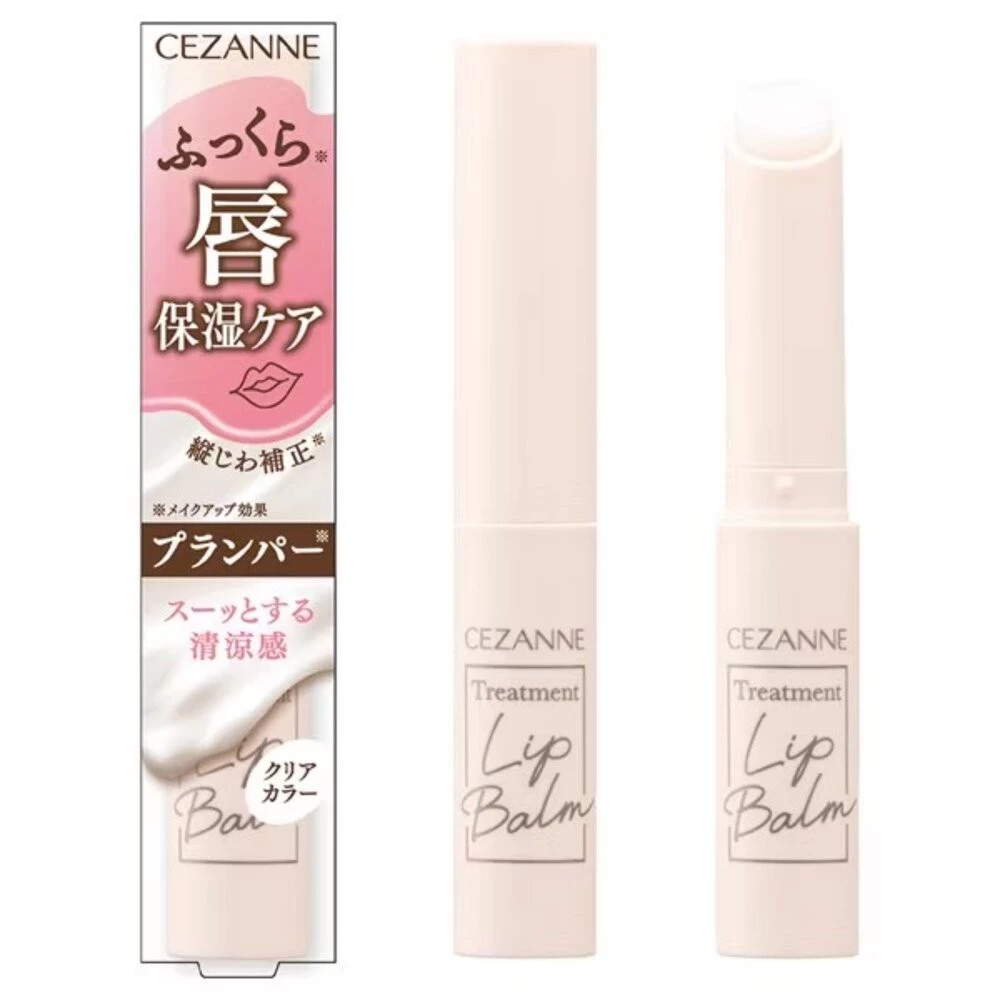 CEZANNE
ふっくら※
唇
保湿ケア
縦じわ補正※
※メイクアップ効果
プランパー※
スーッとする
清涼感
Lip
クリア
カラー
CEZANNE
Treatment
Lip
Balm
CEZANNE
Treatment
Lip
Balm